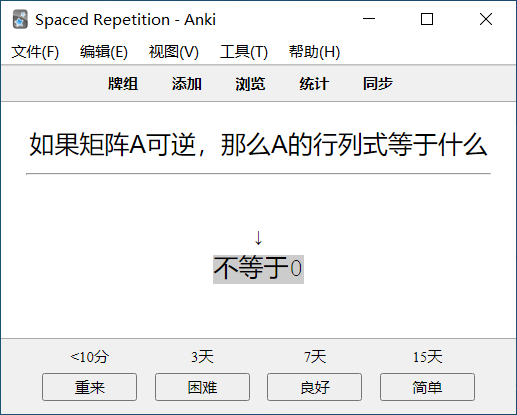 Spaced Repetition - Anki
文件(F) 编辑(E) 视图(V) 工具(T) 帮助(H)
牌组 添加 浏览 统计 同步
如果矩阵A可逆，那么A的行列式等于什么
↓
不等于0
<10分 3天 7天 15天
重来 困难 良好 简单